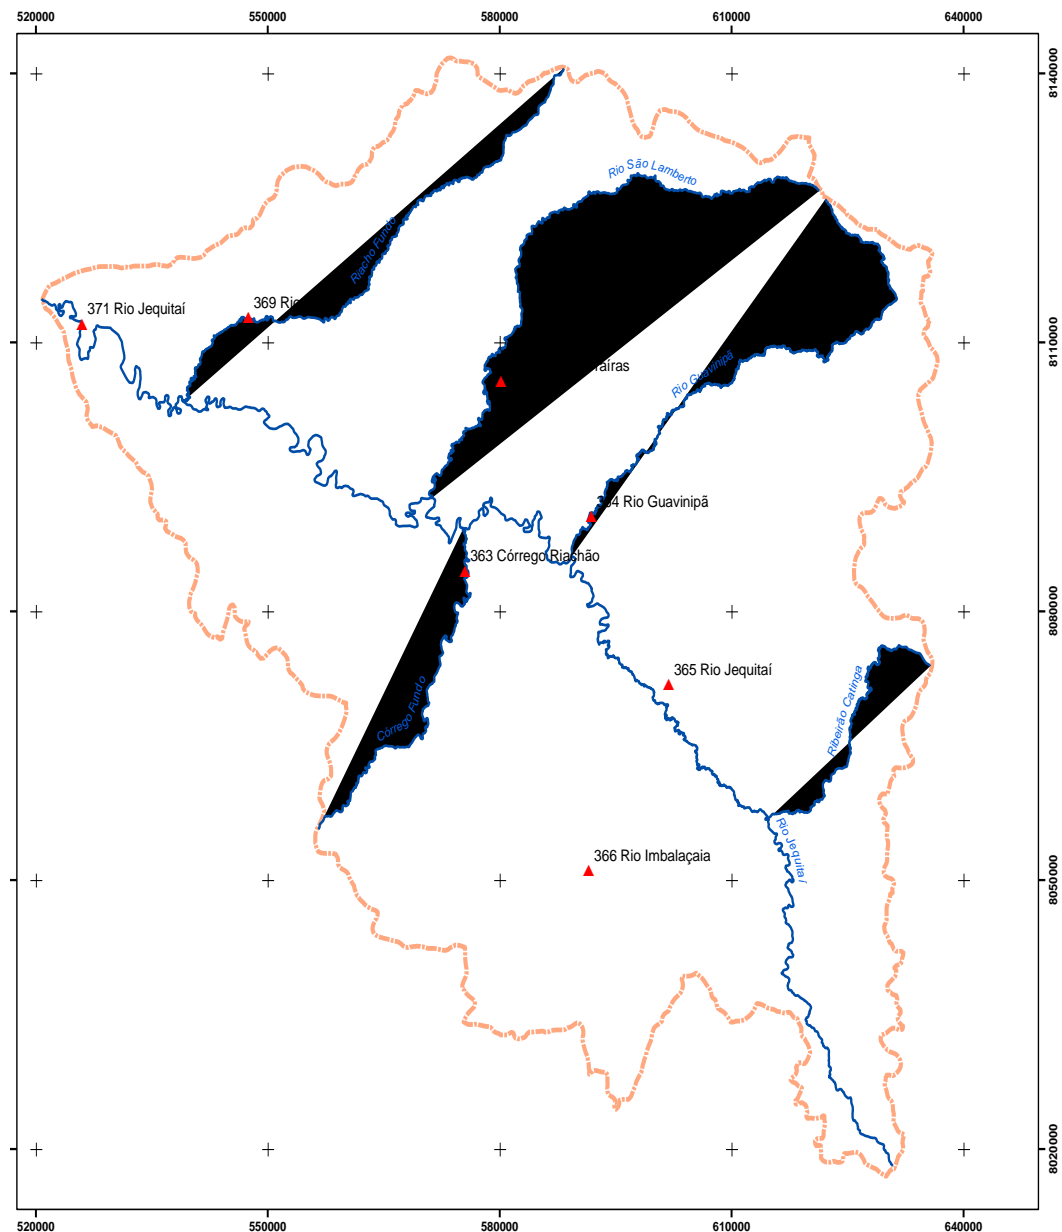 520000 550000 580000 610000 640000
8140000
Rio São Lamberto
Riacho Fundo
371 Rio Jequitaí
369 Rio
8110000
Rio Guavinipã
raíras
Rio Guavinipã
363 Córrego Riachão
8080000
365 Rio Jequitaí
Ribeirão Catinga
Córrego Fundo
Rio Jequitaí
366 Rio Imbalaçaia
8050000
8020000
520000 550000 580000 610000 640000